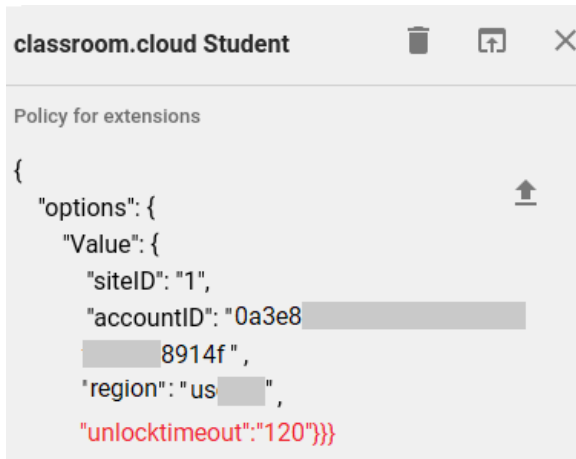 classroom.cloud Student
Policy for extensions
{
"options": {
"Value": {
"siteID": "1",
"accountID": "0a3e8
8914f",
"region": "us ",
"unlocktimeout":"120"}}}